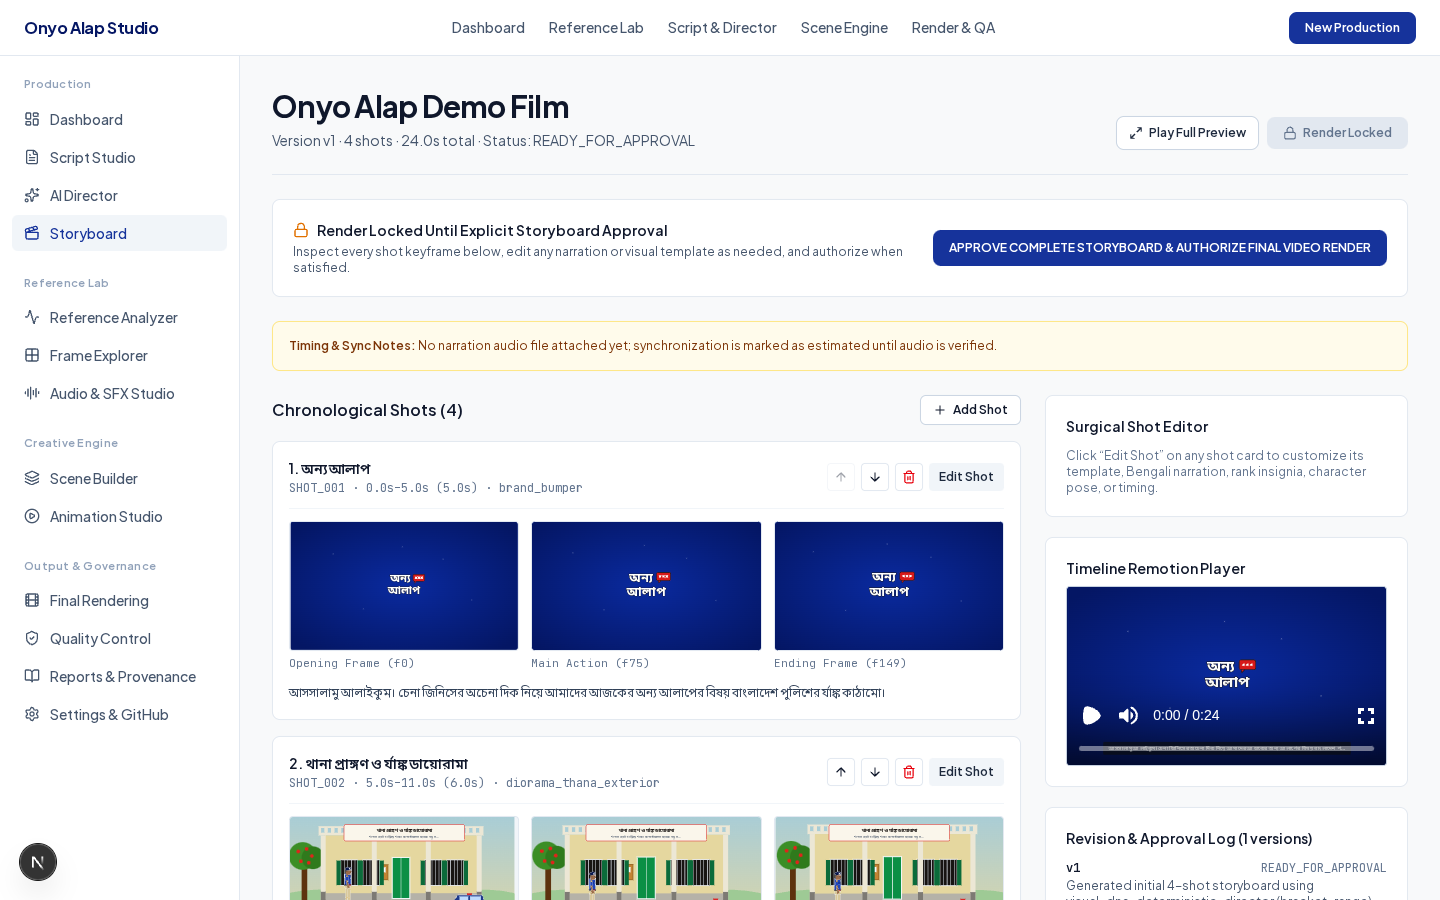 Onyo Alap Studio
Dashboard
Reference Lab
Script & Director
Scene Engine
Render & QA
New Production
Production
Dashboard
Script Studio
AI Director
Storyboard
Reference Lab
Reference Analyzer
Frame Explorer
Audio & SFX Studio
Creative Engine
Scene Builder
Animation Studio
Output & Governance
Final Rendering
Quality Control
Reports & Provenance
Settings & GitHub
N
Onyo Alap Demo Film
Version v1 · 4 shots · 24.0s total · Status: READY_FOR_APPROVAL
Play Full Preview
Render Locked
Render Locked Until Explicit Storyboard Approval
Inspect every shot keyframe below, edit any narration or visual template as needed, and authorize when
satisfied.
APPROVE COMPLETE STORYBOARD & AUTHORIZE FINAL VIDEO RENDER
Timing & Sync Notes: No narration audio file attached yet; synchronization is marked as estimated until audio is verified.
Chronological Shots (4)
Add Shot
1. অন্য আলাপ
SHOT_001 · 0.0s–5.0s (5.0s) · brand_bumper
Edit Shot
অন্য
আলাপ
অন্য
আলাপ
অন্য
আলাপ
Opening Frame (f0)
Main Action (f75)
Ending Frame (f149)
আসসালামু আলাইকুম। চেনা জিনিসের অচেনা দিক নিয়ে আমাদের আজকের অন্য আলাপের বিষয় বাংলাদেশ পুলিশের র্যাঙ্ক কাঠামো।
2. থানা প্রাঙ্গণ ও র্যাঙ্ক ডায়োরামা
SHOT_002 · 5.0s–11.0s (6.0s) · diorama_thana_exterior
Edit Shot
থানা প্রাঙ্গণ ও র্যাঙ্ক ডায়োরামা
থানা প্রাঙ্গণ ও র্যাঙ্ক ডায়োরামা
থানা প্রাঙ্গণ ও র্যাঙ্ক ডায়োরামা
Surgical Shot Editor
Click “Edit Shot” on any shot card to customize its
template, Bengali narration, rank insignia, character
pose, or timing.
Timeline Remotion Player
অন্য
আলাপ
0:00 / 0:24
Revision & Approval Log (1 versions)
v1
READY_FOR_APPROVAL
Generated initial 4-shot storyboard using